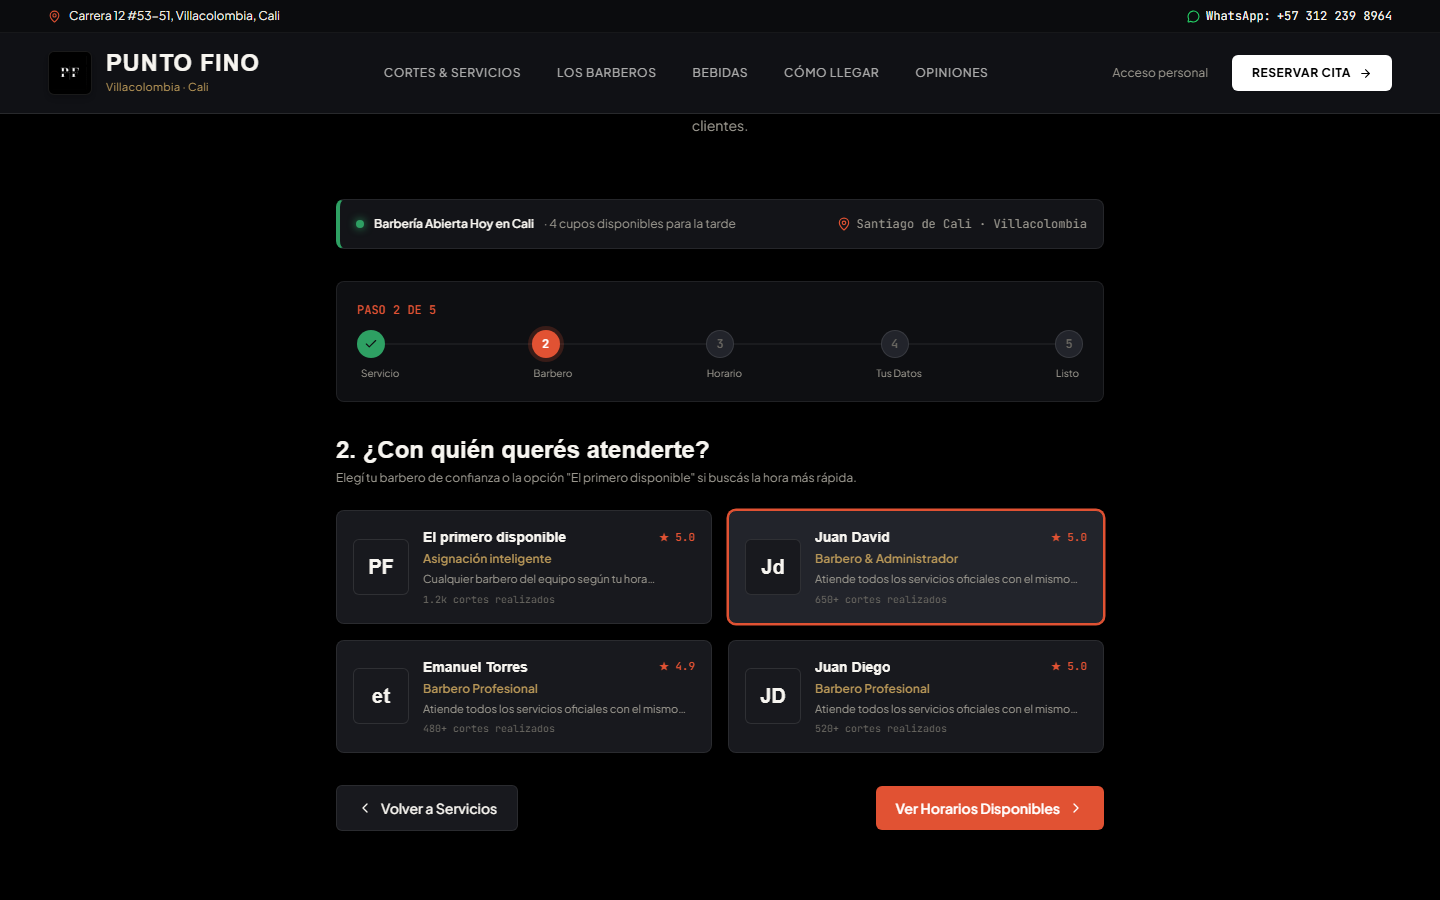 Carrera 12 #53-51, Villacolombia, Cali
WhatsApp: +57 312 239 8964
PF
PUNTO FINO
Villacolombia · Cali
CORTES & SERVICIOS
LOS BARBEROS
BEBIDAS
CÓMO LLEGAR
OPINIONES
Acceso personal
RESERVAR CITA
clientes.
Barbería Abierta Hoy en Cali · 4 cupos disponibles para la tarde
Santiago de Cali · Villacolombia
PASO 2 DE 5
2
3
4
5
Servicio
Barbero
Horario
Tus Datos
Listo
2. ¿Con quién querés atenderte?
Elegí tu barbero de confianza o la opción "El primero disponible" si buscás la hora más rápida.
PF
El primero disponible
★ 5.0
Asignación inteligente
Cualquier barbero del equipo según tu hora...
1.2k cortes realizados
Jd
Juan David
★ 5.0
Barbero & Administrador
Atiende todos los servicios oficiales con el mismo...
650+ cortes realizados
et
Emanuel Torres
★ 4.9
Barbero Profesional
Atiende todos los servicios oficiales con el mismo...
480+ cortes realizados
JD
Juan Diego
★ 5.0
Barbero Profesional
Atiende todos los servicios oficiales con el mismo...
520+ cortes realizados
Volver a Servicios
Ver Horarios Disponibles